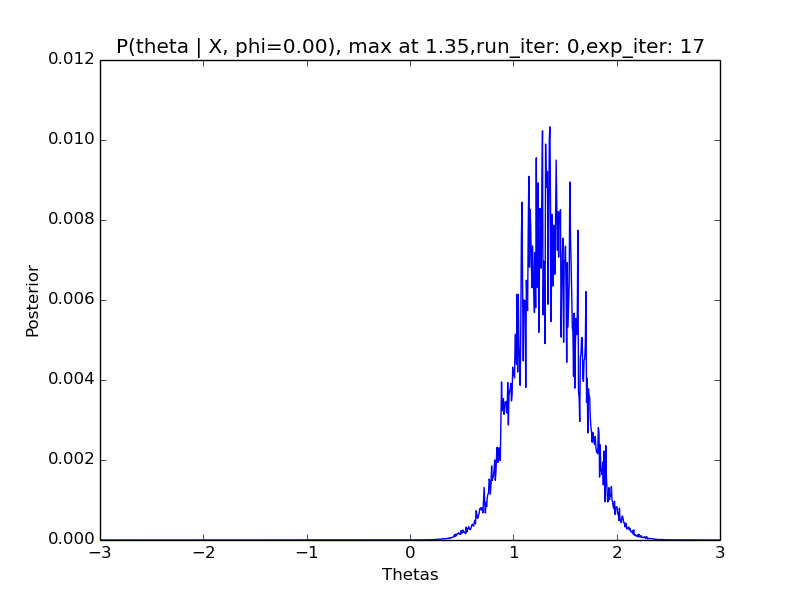 P(theta | X, phi=0.00), max at 1.35,run_iter: 0,exp_iter: 17
0.012
0.010
0.008
0.006
0.004
0.002
0.000
Posterior
−3 −2 −1 0 1 2 3
Thetas